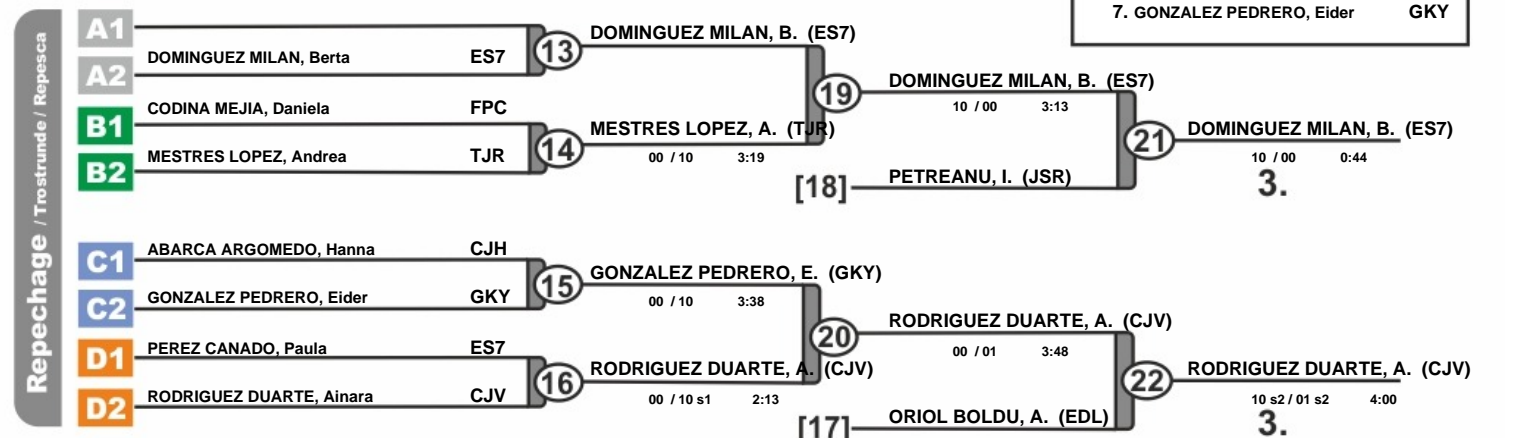 7. GONZALEZ PEDRERO, Eider GKY
Repechage / Trostrunde / Repesca
A1
DOMINGUEZ MILAN, Berta ES7
A2
13
DOMINGUEZ MILAN, B. (ES7)
B1
CODINA MEJIA, Daniela FPC
B2
MESTRES LOPEZ, Andrea TJR
14
MESTRES LOPEZ, A. (TJR)
00 / 10 3:19
19
DOMINGUEZ MILAN, B. (ES7)
10 / 00 3:13
[18]
PETREANU, I. (JSR)
21
DOMINGUEZ MILAN, B. (ES7)
10 / 00 0:44
3.
C1
ABARCA ARGOMEDO, Hanna CJH
C2
GONZALEZ PEDRERO, Eider GKY
15
GONZALEZ PEDRERO, E. (GKY)
00 / 10 3:38
D1
PEREZ CANADO, Paula ES7
D2
RODRIGUEZ DUARTE, Ainara CJV
16
RODRIGUEZ DUARTE, A. (CJV)
00 / 10 s1 2:13
20
RODRIGUEZ DUARTE, A. (CJV)
00 / 01 3:48
[17]
ORIOL BOLDU, A. (EDL)
22
RODRIGUEZ DUARTE, A. (CJV)
10 s2 / 01 s2 4:00
3.